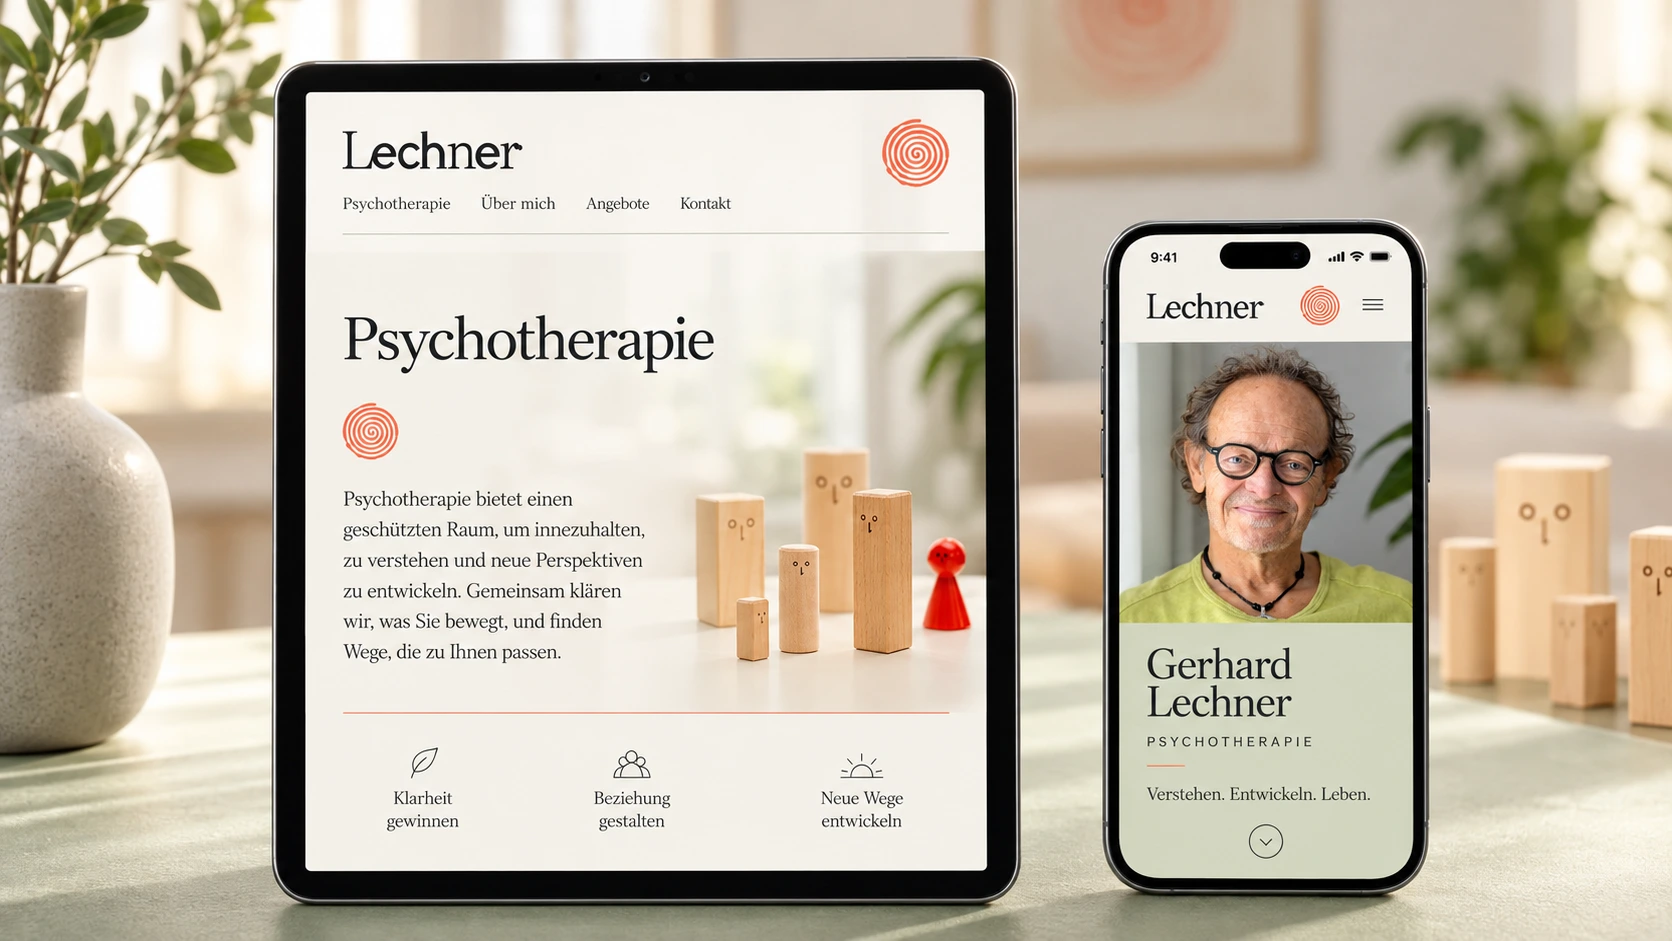 Lechner
Psychotherapie Über mich Angebote Kontakt
Psychotherapie
Psychotherapie bietet einen
geschützten Raum, um innezuhalten,
zu verstehen und neue Perspektiven
zu entwickeln. Gemeinsam klären
wir, was Sie bewegt, und finden
Wege, die zu Ihnen passen.
Klarheit
gewinnen
Beziehung
gestalten
Neue Wege
entwickeln
9:41
Lechner
Gerhard
Lechner
PSYCHOTHERAPIE
Verstehen. Entwickeln. Leben.